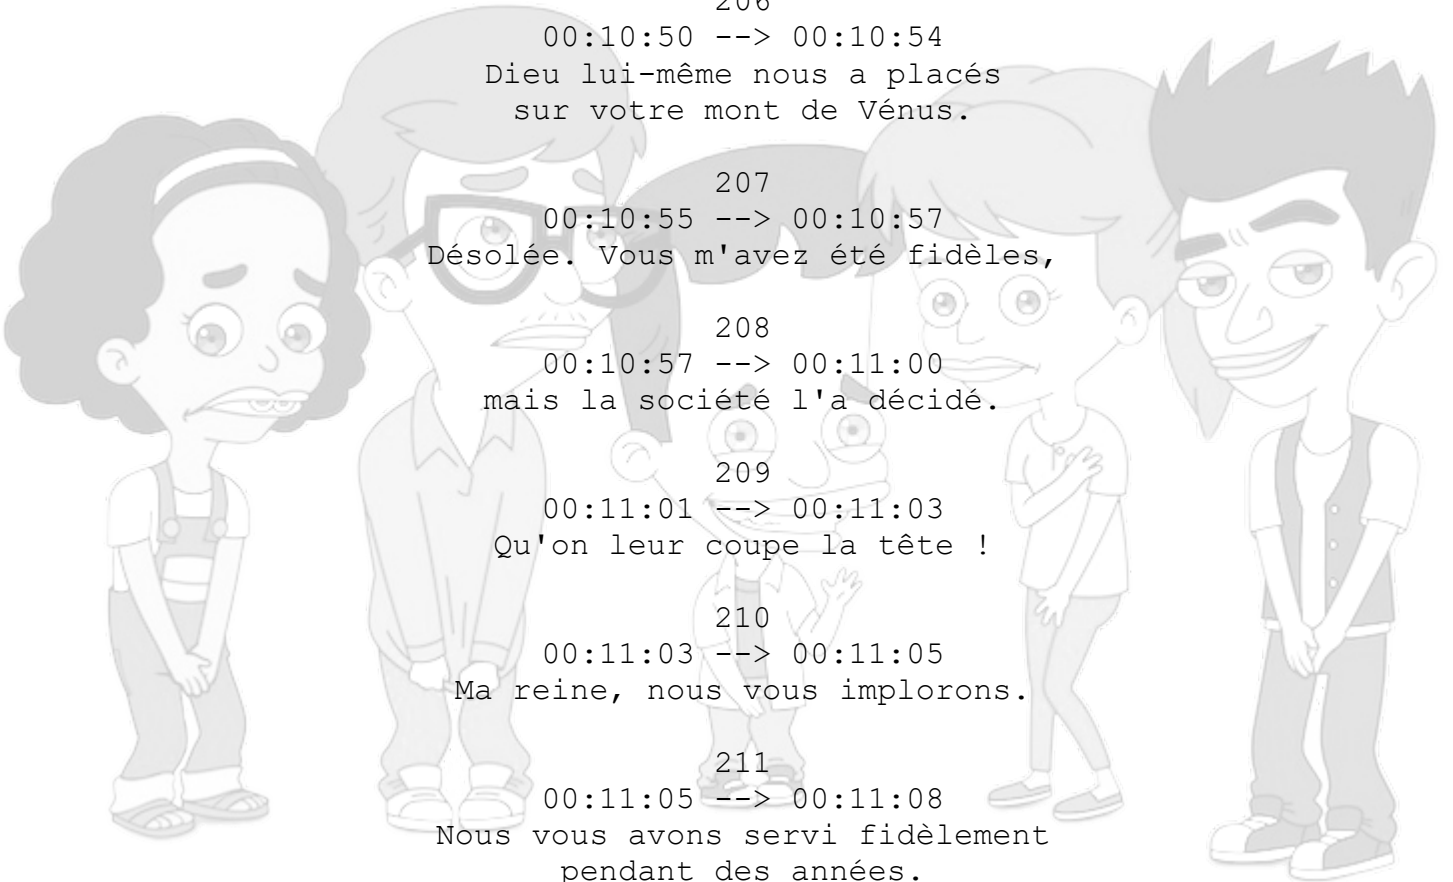 206
00:10:50 --> 00:10:54
Dieu lui-même nous a placés
sur votre mont de Vénus.
207
00:10:55 --> 00:10:57
Désolée. Vous m'avez été fidèles,
208
00:10:57 --> 00:11:00
mais la société l'a décidé.
209
00:11:01 --> 00:11:03
Qu'on leur coupe la tête !
210
00:11:03 --> 00:11:05
Ma reine, nous vous implorons.
211
00:11:05 --> 00:11:08
Nous vous avons servi fidèlement
pendant des années.